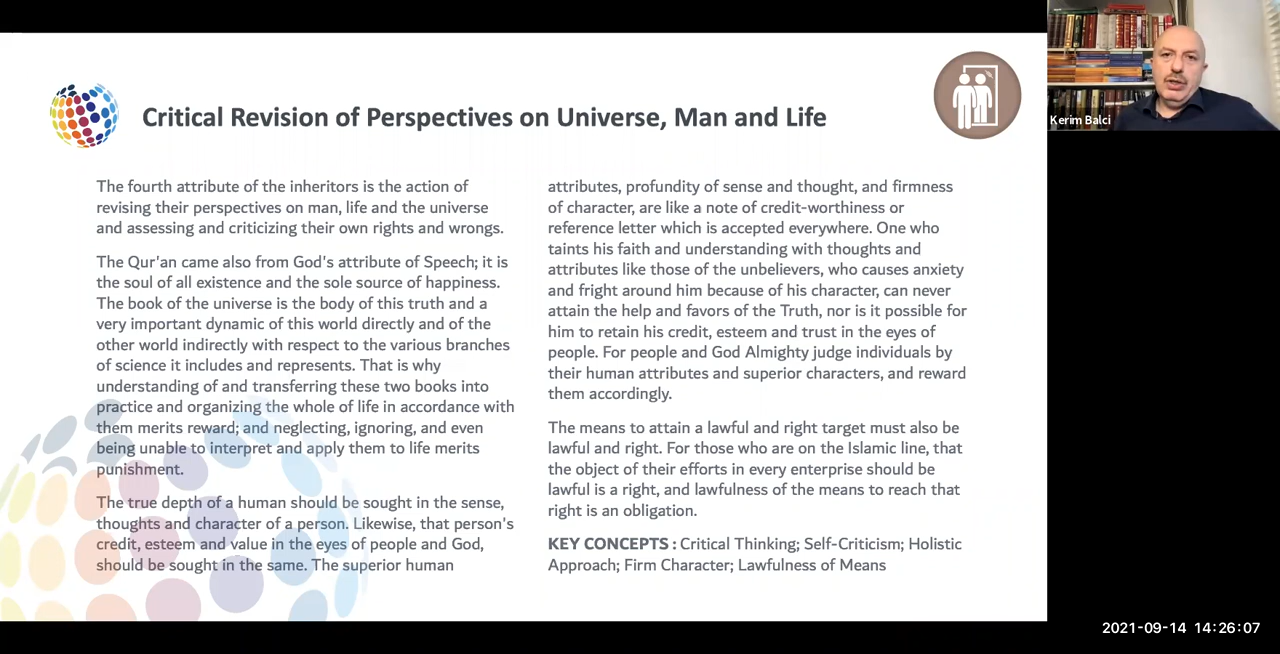 Critical Revision of Perspectives on Universe, Man and Life
The fourth attribute of the inheritors is the action of
revising their perspectives on man, life and the universe
and assessing and criticizing their own rights and wrongs.
The Qur'an came also from God's attribute of Speech; it is
the soul of all existence and the sole source of happiness.
The book of the universe is the body of this truth and a
very important dynamic of this world directly and of the
other world indirectly with respect to the various branches
of science it includes and represents. That is why
understanding of and transferring these two books into
practice and organizing the whole of life in accordance with
them merits reward; and neglecting, ignoring, and even
being unable to interpret and apply them to life merits
punishment.
The true depth of a human should be sought in the sense,
thoughts and character of a person. Likewise, that person's
credit, esteem and value in the eyes of people and God,
should be sought in the same. The superior human
attributes, profundity of sense and thought, and firmness
of character, are like a note of credit-worthiness or
reference letter which is accepted everywhere. One who
taints his faith and understanding with thoughts and
attributes like those of the unbelievers, who causes anxiety
and fright around him because of his character, can never
attain the help and favors of the Truth, nor is it possible for
him to retain his credit, esteem and trust in the eyes of
people. For people and God Almighty judge individuals by
their human attributes and superior characters, and reward
them accordingly.
The means to attain a lawful and right target must also be
lawful and right. For those who are on the Islamic line, that
the object of their efforts in every enterprise should be
lawful is a right, and lawfulness of the means to reach that
right is an obligation.
KEY CONCEPTS : Critical Thinking; Self-Criticism; Holistic
Approach; Firm Character; Lawfulness of Means
Kerim Balci
2021-09-14 14:26:07